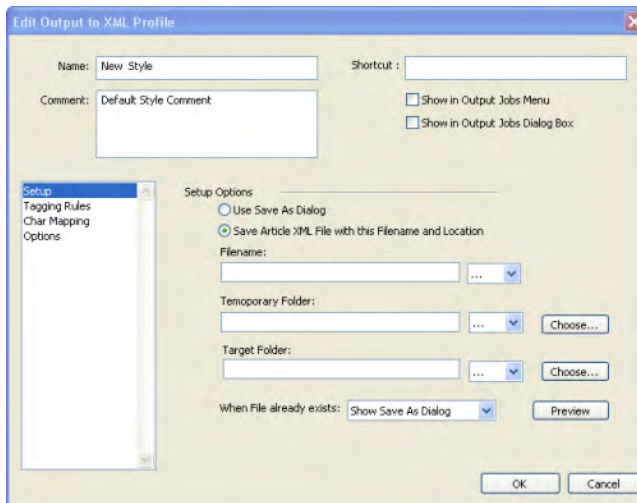 Edit Output to XML Profile
Name: New Style
Shortcut :
Comment: Default Style Comment
Show in Output Jobs Menu
Show in Output Jobs Dialog Box
Setup
Tagging Rules
Char Mapping
Options
Setup Options
Use Save As Dialog
Save Article XML File with this Filename and Location
Filename:
...
Temoporary Folder:
... Choose...
Target Folder:
... Choose...
When File already exists: Show Save As Dialog Preview
OK Cancel